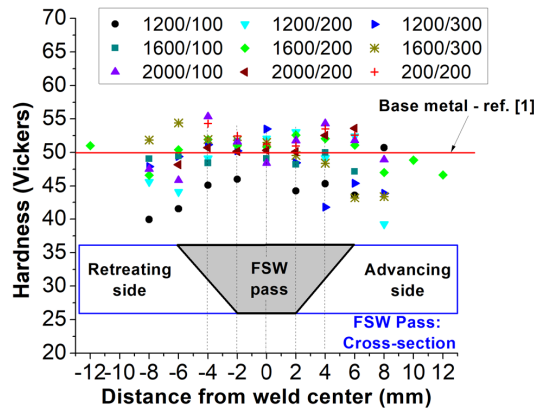 1200/100 1200/200 1200/300
1600/100 1600/200 1600/300
2000/100 2000/200 200/200
Base metal - ref. [1]
Hardness (Vickers)
70
65
60
55
50
45
40
35
30
25
20
Retreating side
FSW pass
Advancing side
FSW Pass:
Cross-section
-12 -10 -8 -6 -4 -2 0 2 4 6 8 10 12
Distance from weld center (mm)